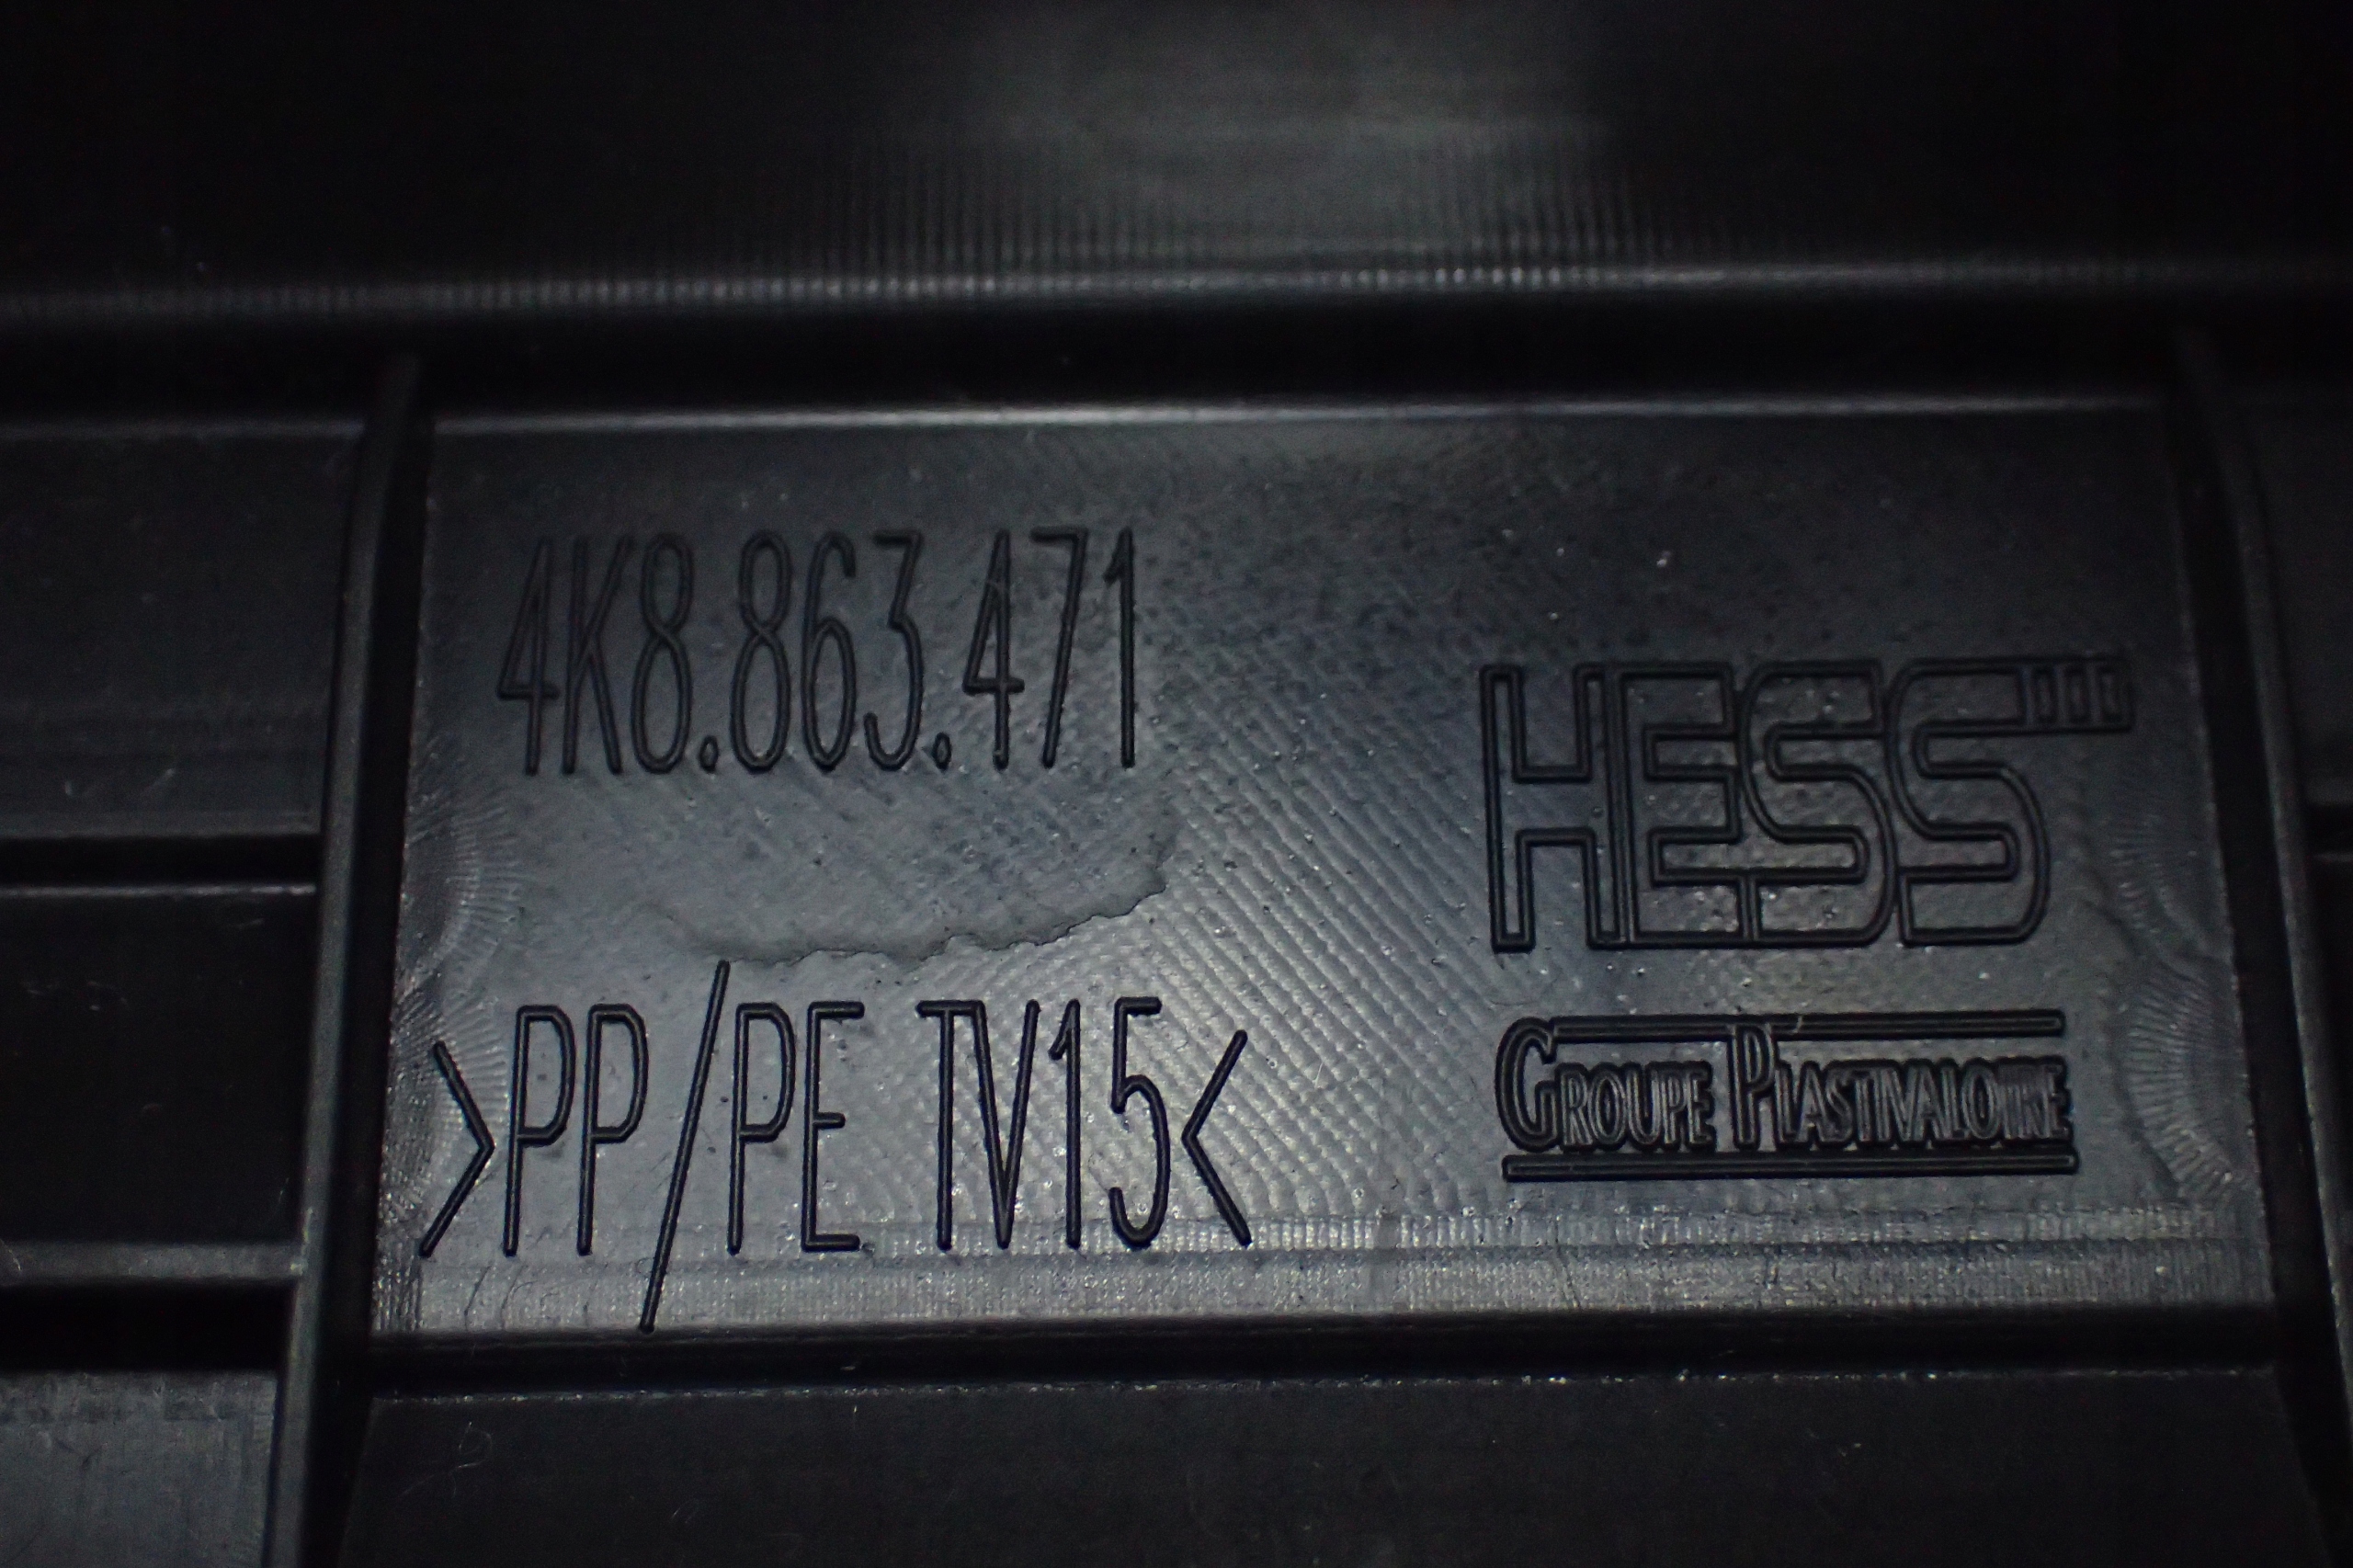 4K8.863.471
>PP/PE TV15<
HESS
GROUPE PLASTIVALOIRE